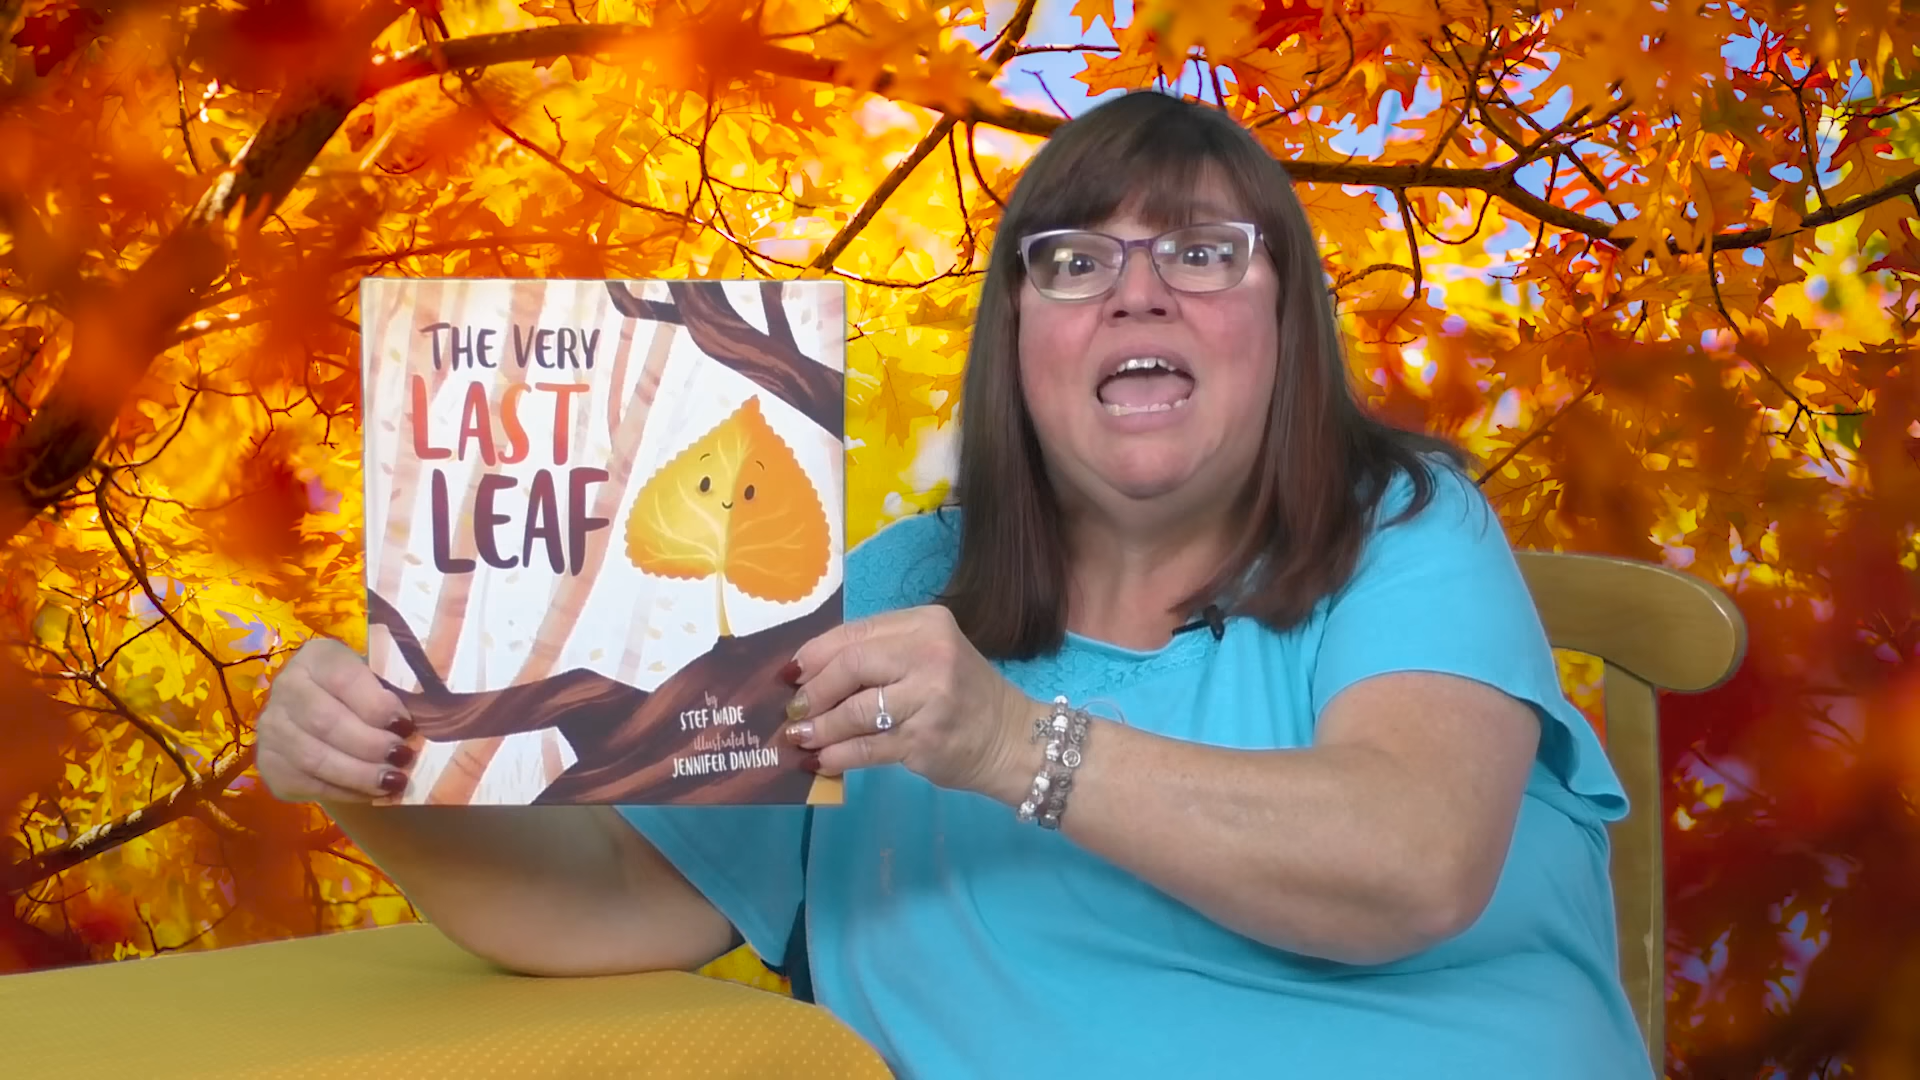 THE VERY
LAST
LEAF
by
STEF WADE
illustrated by
JENNIFER DAVISON